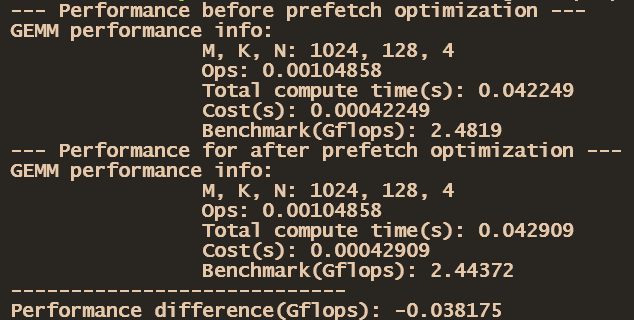 --- Performance before prefetch optimization ---
GEMM performance info:
M, K, N: 1024, 128, 4
Ops: 0.00104858
Total compute time(s): 0.042249
Cost(s): 0.00042249
Benchmark(Gflops): 2.4819
--- Performance for after prefetch optimization ---
GEMM performance info:
M, K, N: 1024, 128, 4
Ops: 0.00104858
Total compute time(s): 0.042909
Cost(s): 0.00042909
Benchmark(Gflops): 2.44372
----------------------------
Performance difference(Gflops): -0.038175